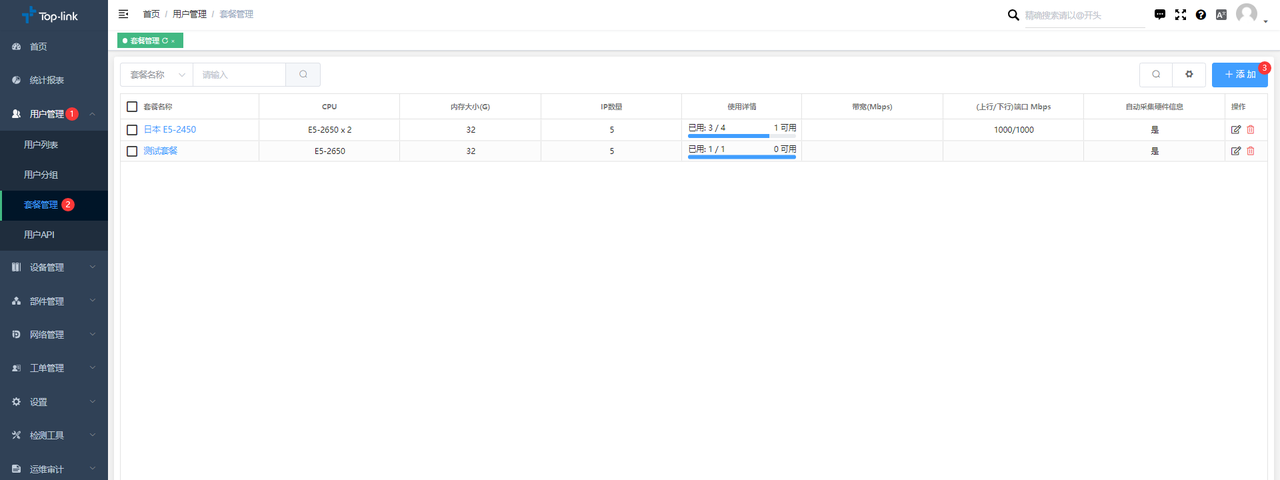 Top-link
首页 / 用户管理 / 套餐管理
精确搜索请以@开头
套餐管理
首页
统计报表
用户管理 1
用户列表
用户分组
套餐管理 2
用户API
设备管理
部件管理
网络管理
工单管理
设置
检测工具
运维审计
套餐名称 请输入
添加 3
套餐名称 CPU 内存大小(G) IP数量 使用详情 带宽(Mbps) (上行/下行)端口 Mbps 自动采集硬件信息 操作
日本 E5-2450 E5-2650 x 2 32 5 已用: 3 / 4 1 可用 1000/1000 是
测试套餐 E5-2650 32 5 已用: 1 / 1 0 可用 是